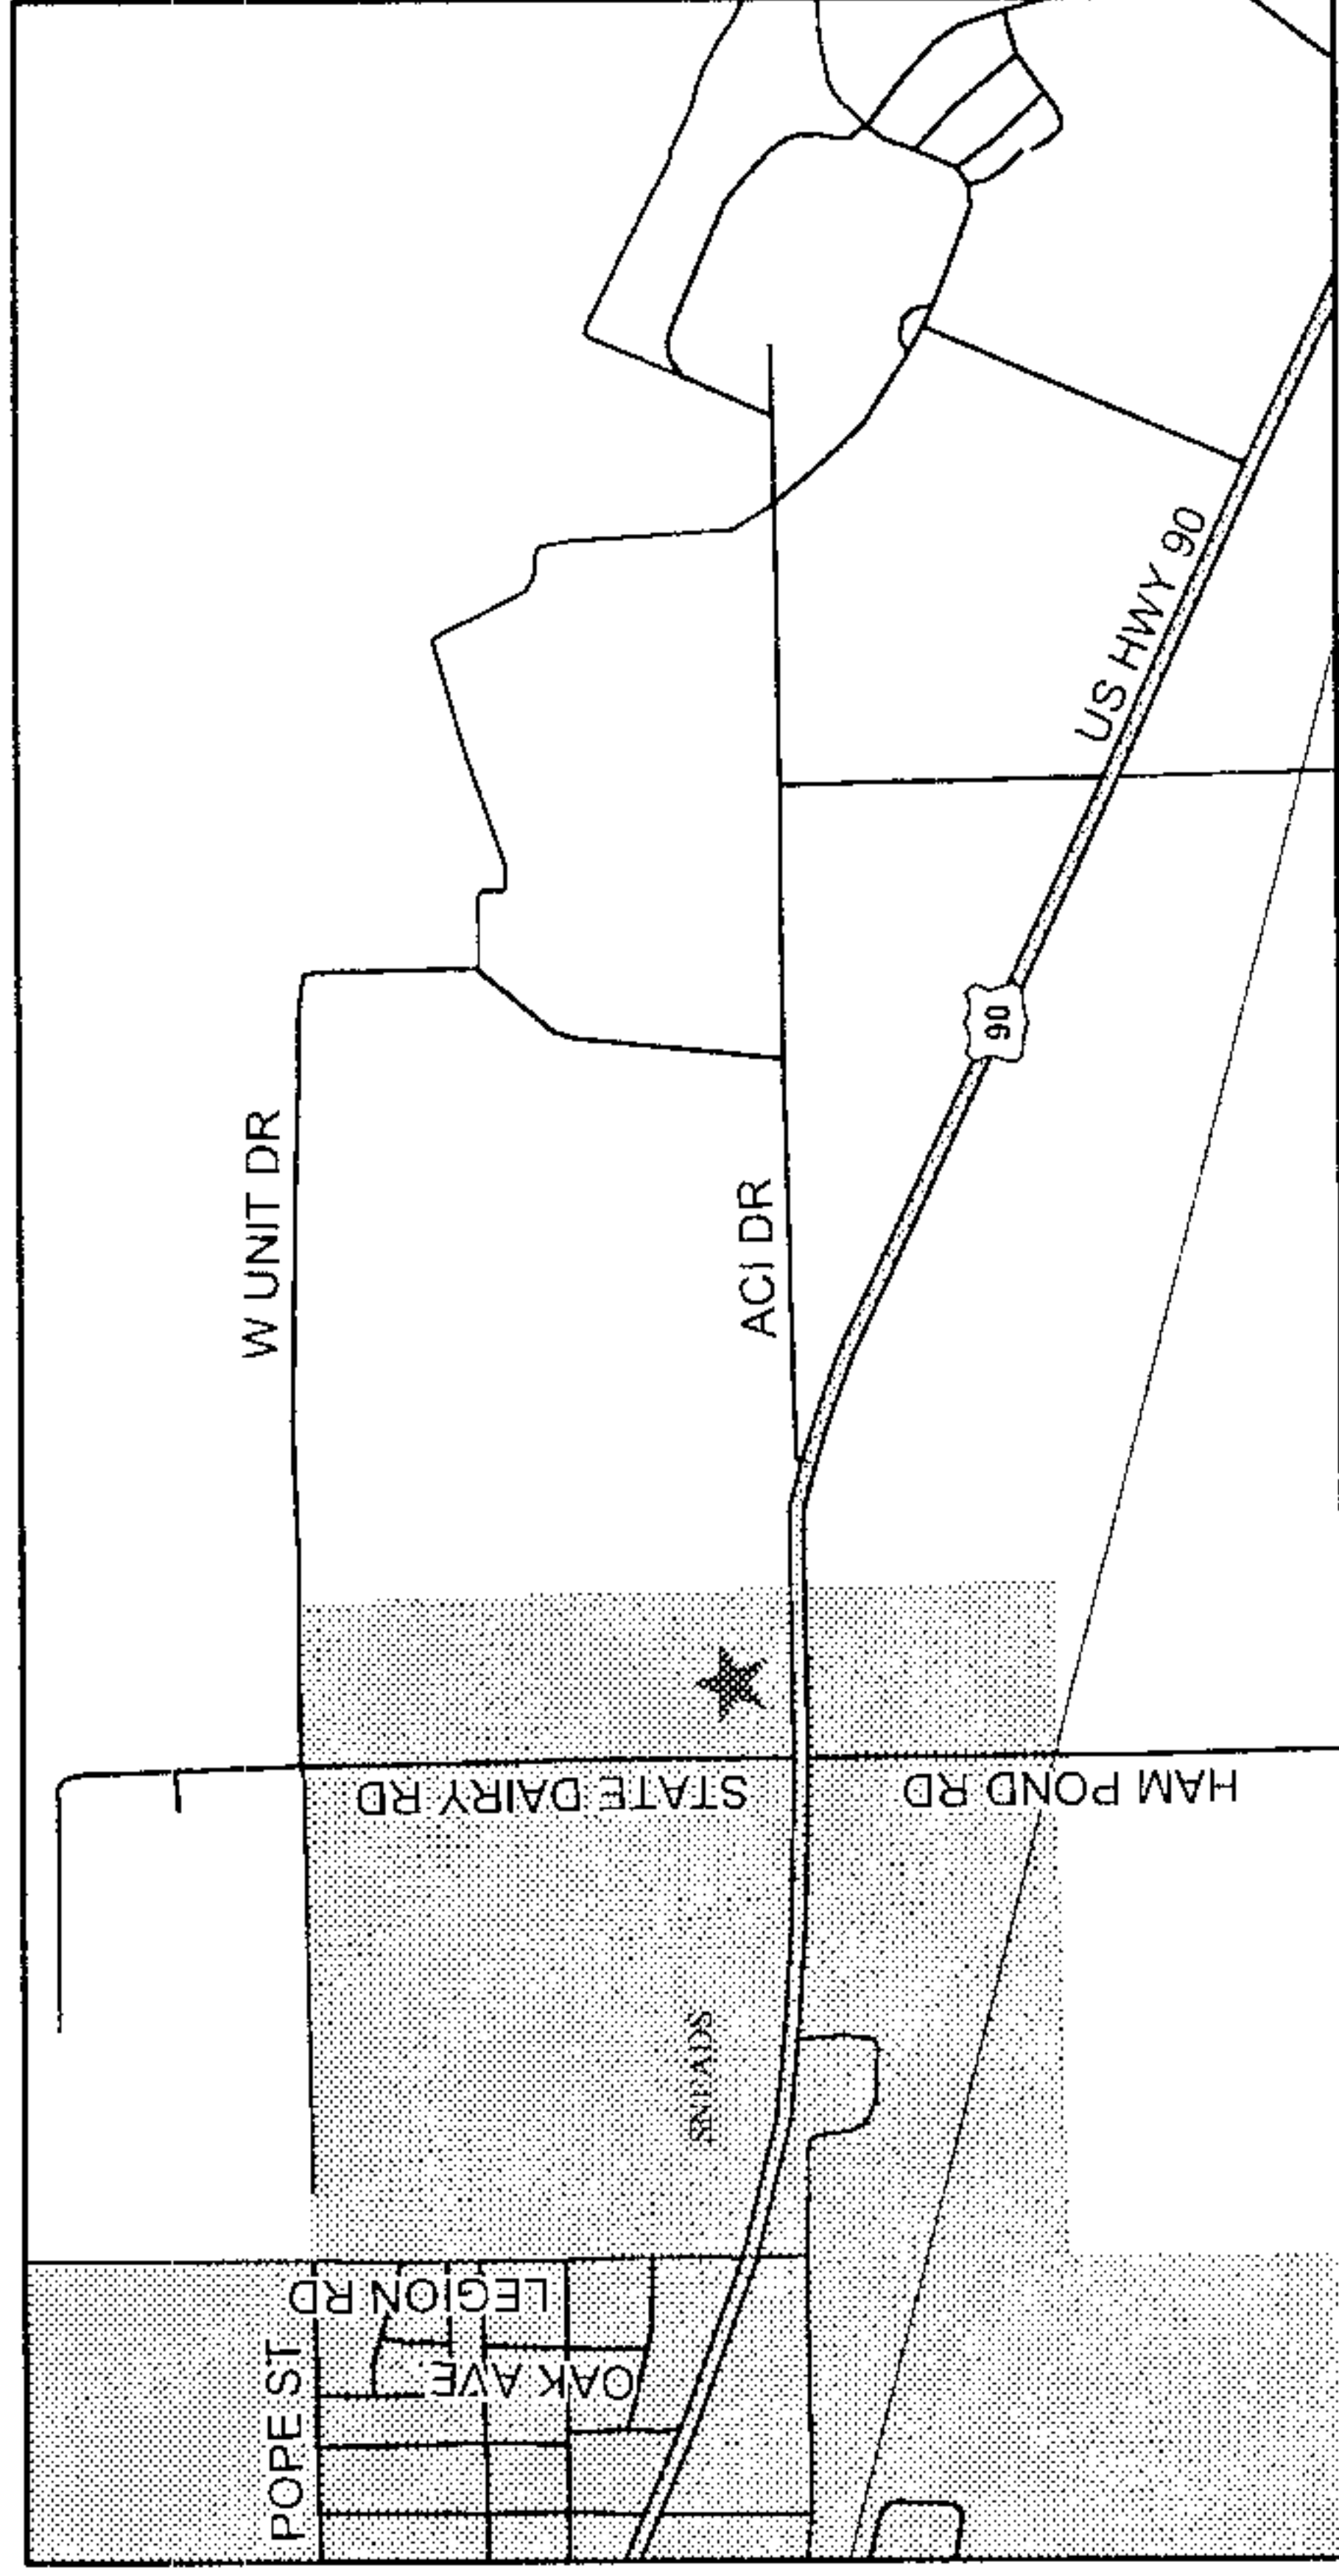 W UNIT DR
ACI DR
US HWY 90
90
STATE DAIRY RD
HAM POND RD
SNEADS
POPE ST
LEGION RD
OAK AVE